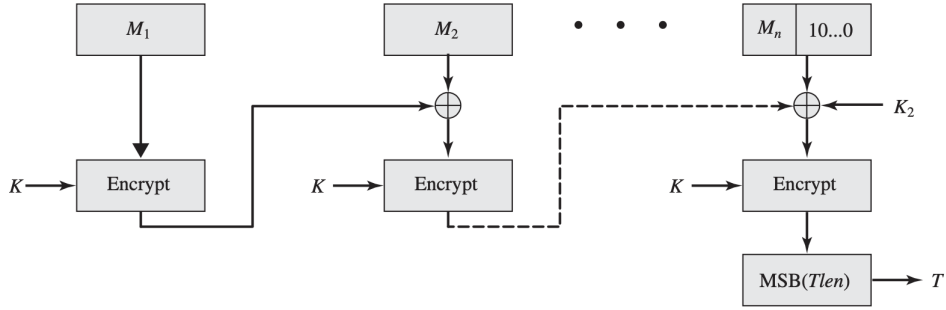 M₁
M₂
Mₙ 10...0
K₂
K Encrypt
K Encrypt
K Encrypt
MSB(Tlen) T